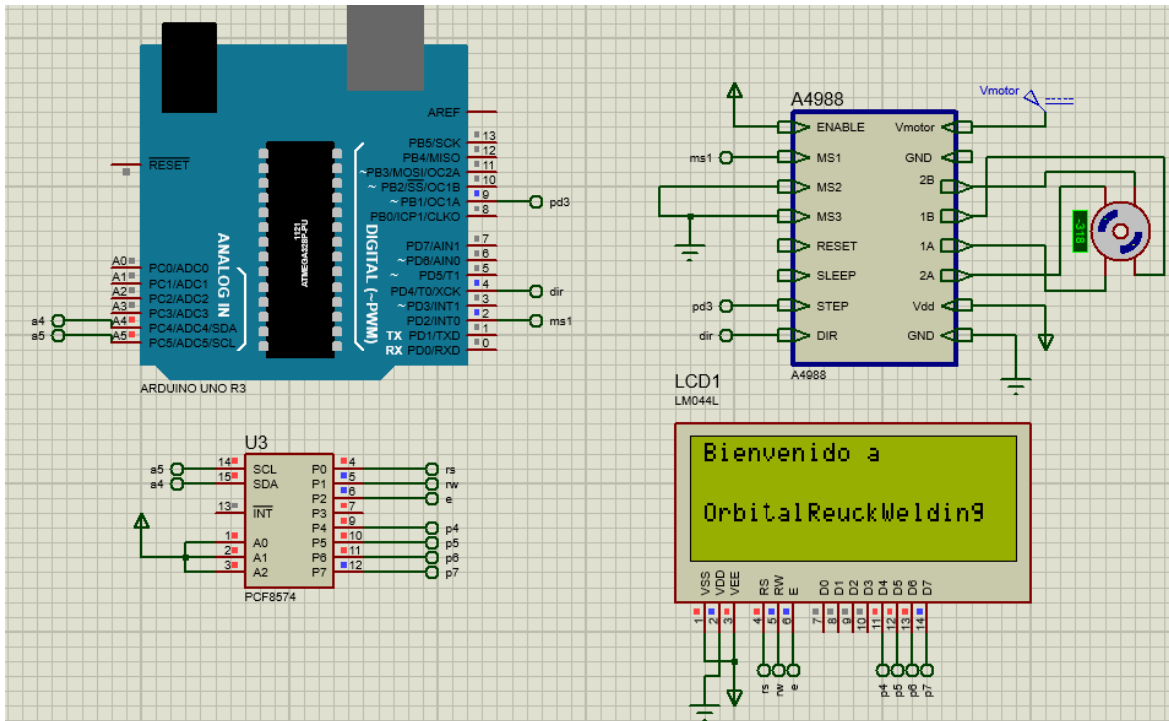 AREF
PB5/SCK 13
PB4/MISO 12
~PB3/MOSI/OC2A 11
~ PB2/SS/OC1B 10
~ PB1/OC1A 9 pd3
PB0/ICP1/CLKO 8
PD7/AIN1 7
~ PD6/AIN0 6
~ PD5/T1 5
PD4/T0/XCK 4 dir
~ PD3/INT1 3
PD2/INT0 2 ms1
TX PD1/TXD 1
RX PD0/RXD 0
RESET
A0 PC0/ADC0
A1 PC1/ADC1
A2 PC2/ADC2
A3 PC3/ADC3
a4 A4 PC4/ADC4/SDA
a5 A5 PC5/ADC5/SCL
ANALOG IN
1121
ATMEGA328P-PU
DIGITAL (~PWM)
ARDUINO UNO R3
A4988
Vmotor
ENABLE Vmotor
ms1 MS1 GND
MS2 2B
MS3 1B
RESET 1A
SLEEP 2A
pd3 STEP Vdd
dir DIR GND
A4988
-318
U3
a5 14 SCL P0 4 rs
a4 15 SDA P1 5 rw
P2 6 e
13 INT P3 7
P4 9 p4
1 A0 P5 10 p5
2 A1 P6 11 p6
3 A2 P7 12 p7
PCF8574
LCD1
LM044L
Bienvenido a
OrbitalReuckWelding
VSS VDD VEE RS RW E D0 D1 D2 D3 D4 D5 D6 D7
1 2 3 4 5 6 7 8 9 10 11 12 13 14
rs rw e p4 p5 p6 p7